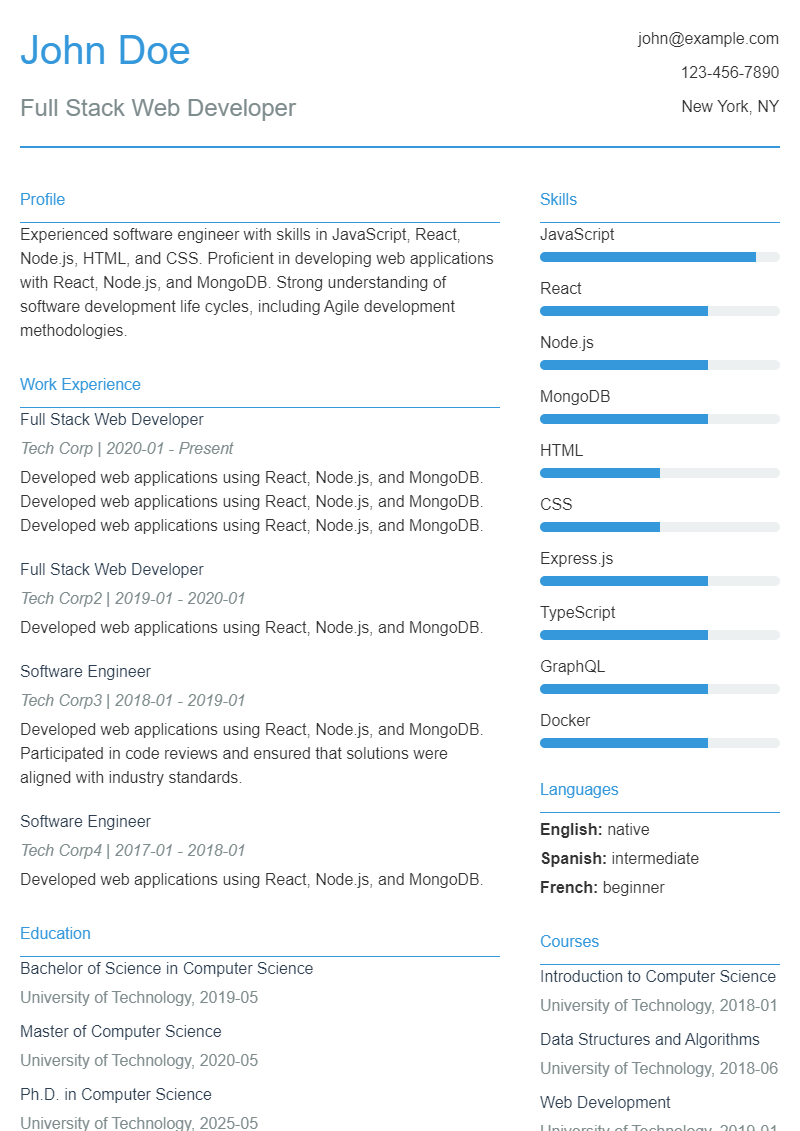 John Doe
Full Stack Web Developer
john@example.com
123-456-7890
New York, NY
Profile
Experienced software engineer with skills in JavaScript, React,
Node.js, HTML, and CSS. Proficient in developing web applications
with React, Node.js, and MongoDB. Strong understanding of
software development life cycles, including Agile development
methodologies.
Work Experience
Full Stack Web Developer
Tech Corp | 2020-01 - Present
Developed web applications using React, Node.js, and MongoDB.
Developed web applications using React, Node.js, and MongoDB.
Developed web applications using React, Node.js, and MongoDB.
Full Stack Web Developer
Tech Corp2 | 2019-01 - 2020-01
Developed web applications using React, Node.js, and MongoDB.
Software Engineer
Tech Corp3 | 2018-01 - 2019-01
Developed web applications using React, Node.js, and MongoDB.
Participated in code reviews and ensured that solutions were
aligned with industry standards.
Software Engineer
Tech Corp4 | 2017-01 - 2018-01
Developed web applications using React, Node.js, and MongoDB.
Education
Bachelor of Science in Computer Science
University of Technology, 2019-05
Master of Computer Science
University of Technology, 2020-05
Ph.D. in Computer Science
University of Technology, 2025-05
Skills
JavaScript
React
Node.js
MongoDB
HTML
CSS
Express.js
TypeScript
GraphQL
Docker
Languages
English: native
Spanish: intermediate
French: beginner
Courses
Introduction to Computer Science
University of Technology, 2018-01
Data Structures and Algorithms
University of Technology, 2018-06
Web Development
University of Technology, 2019-01